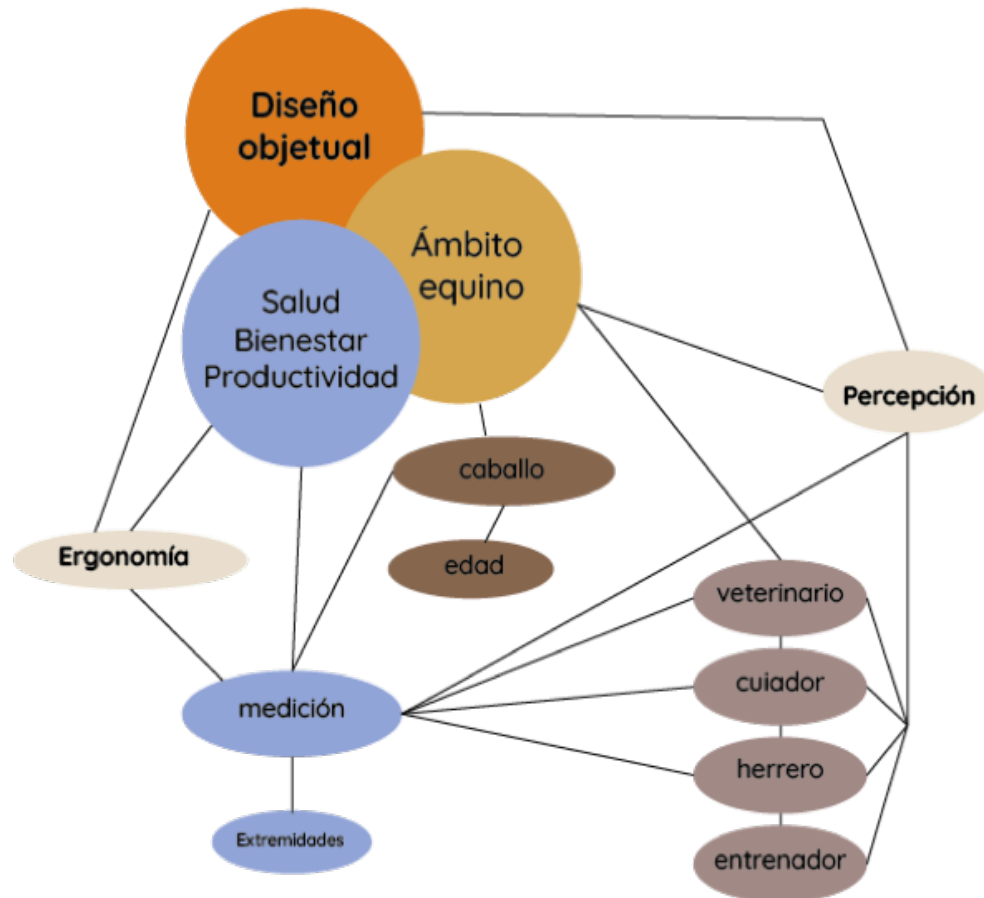 Diseño
objetual
Ámbito
equino
Salud
Bienestar
Productividad
Percepción
caballo
Ergonomía
edad
veterinario
cuiador
medición
herrero
Extremidades
entrenador